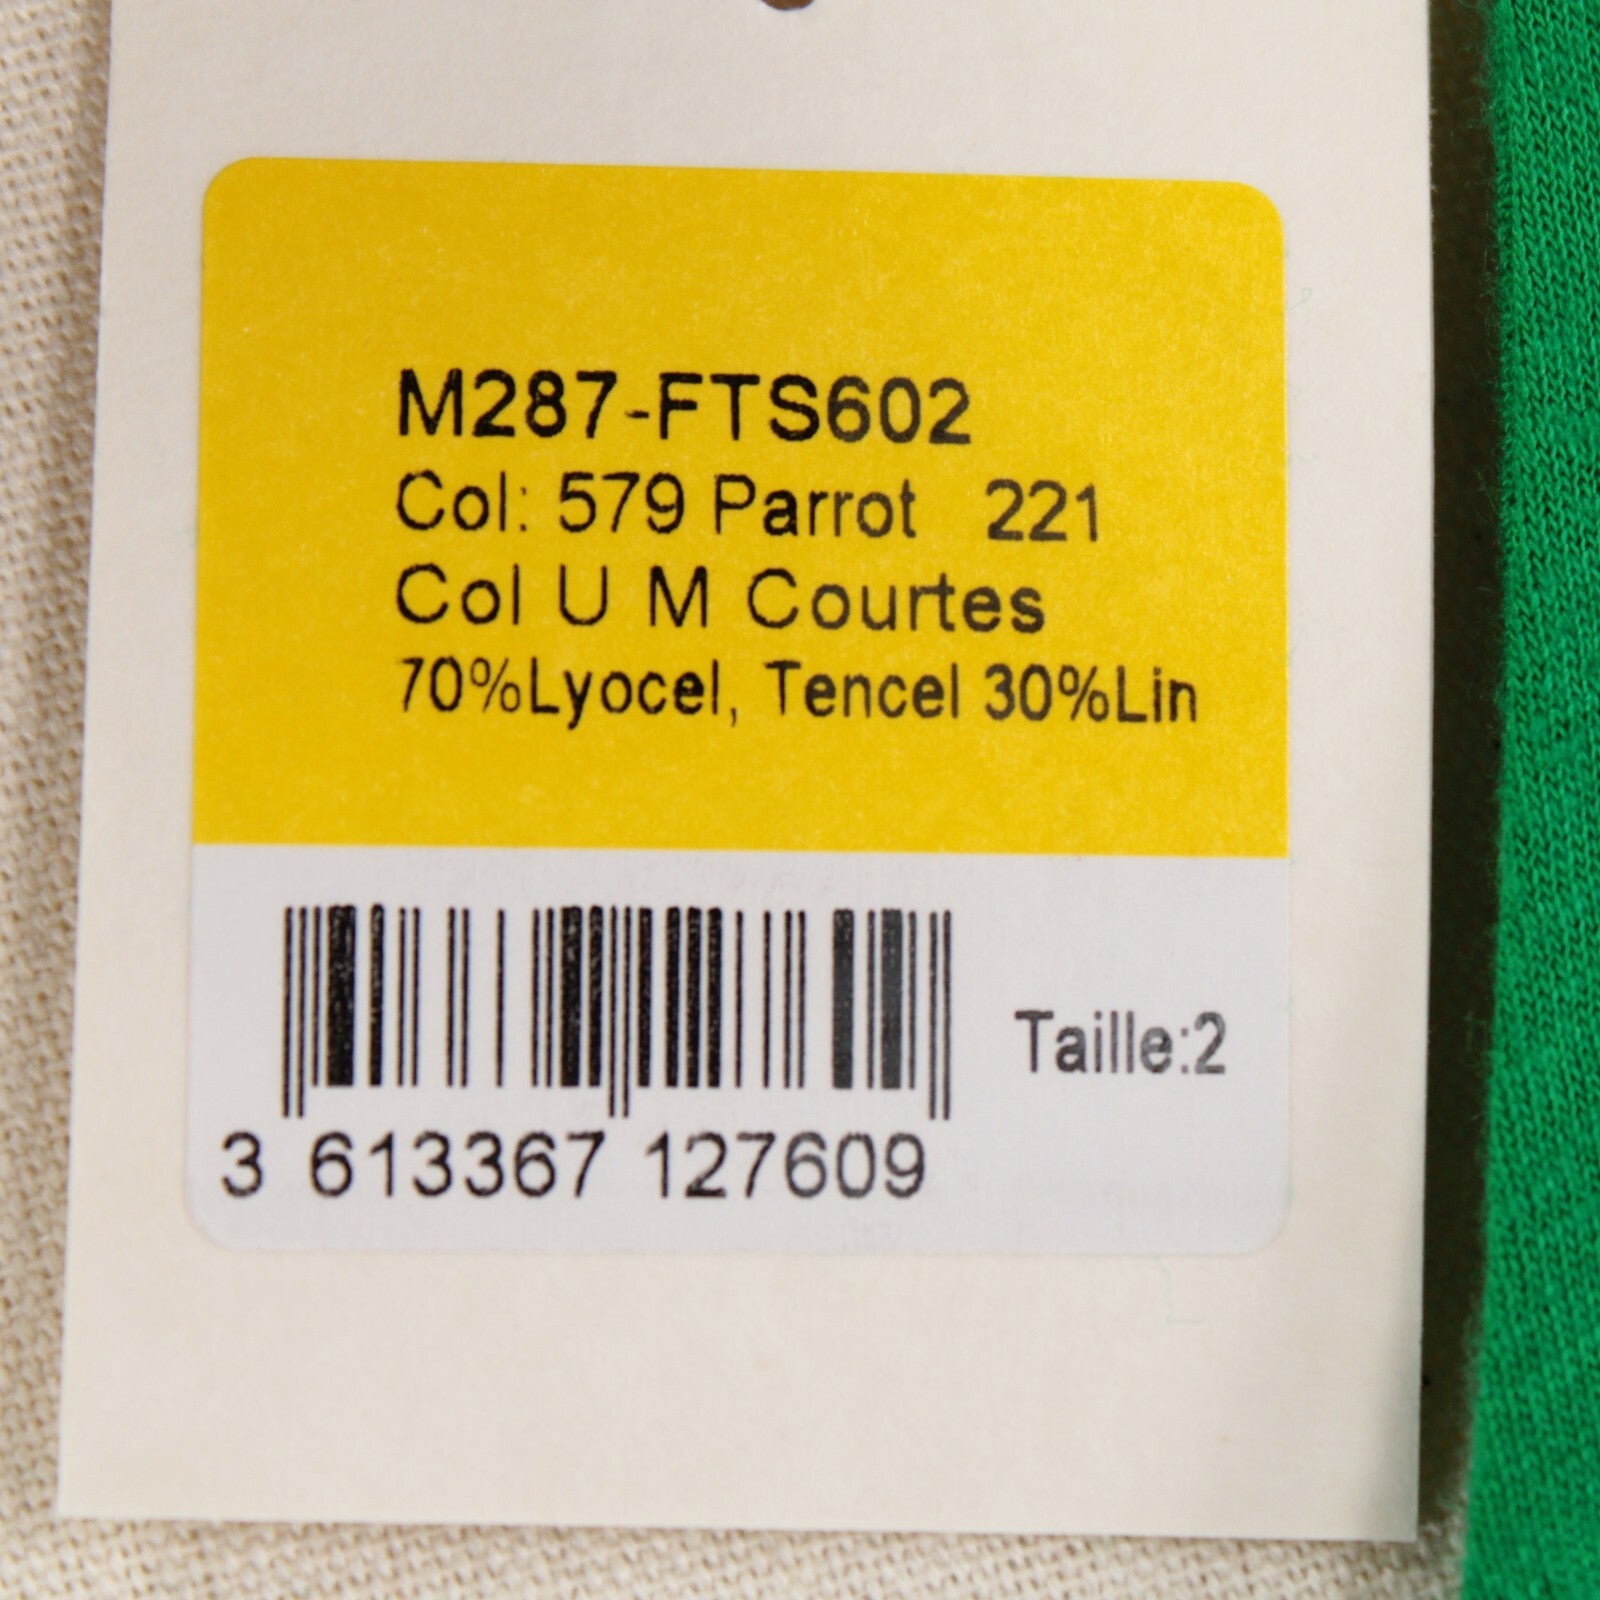 M287-FTS602
Col: 579 Parrot 221
Col U M Courtes
70%Lyocel, Tencel 30%Lin
Taille:2
3 613367 127609